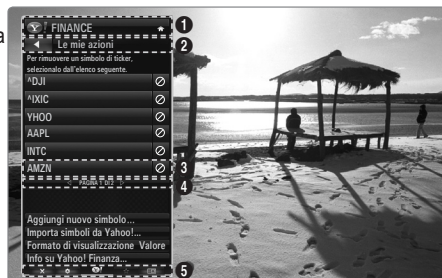 a
FINANCE
1
Le mie azioni
2
Per rimuovere un simbolo di ticker,
selezionalo dall'elenco seguente.
^DJI
^IXIC
YHOO
AAPL
INTC
AMZN
3
PAGINA 1 DI 2
4
Aggiungi nuovo simbolo...
Importa simboli da Yahoo!...
Formato di visualizzazione Valore
Info su Yahoo! Finanza...
5